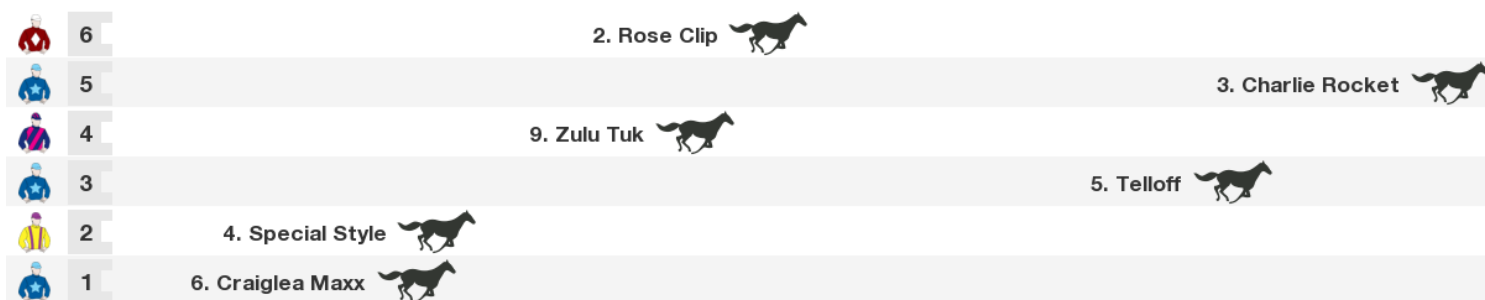 6 2. Rose Clip
5 3. Charlie Rocket
4 9. Zulu Tuk
3 5. Telloff
2 4. Special Style
1 6. Craiglea Maxx